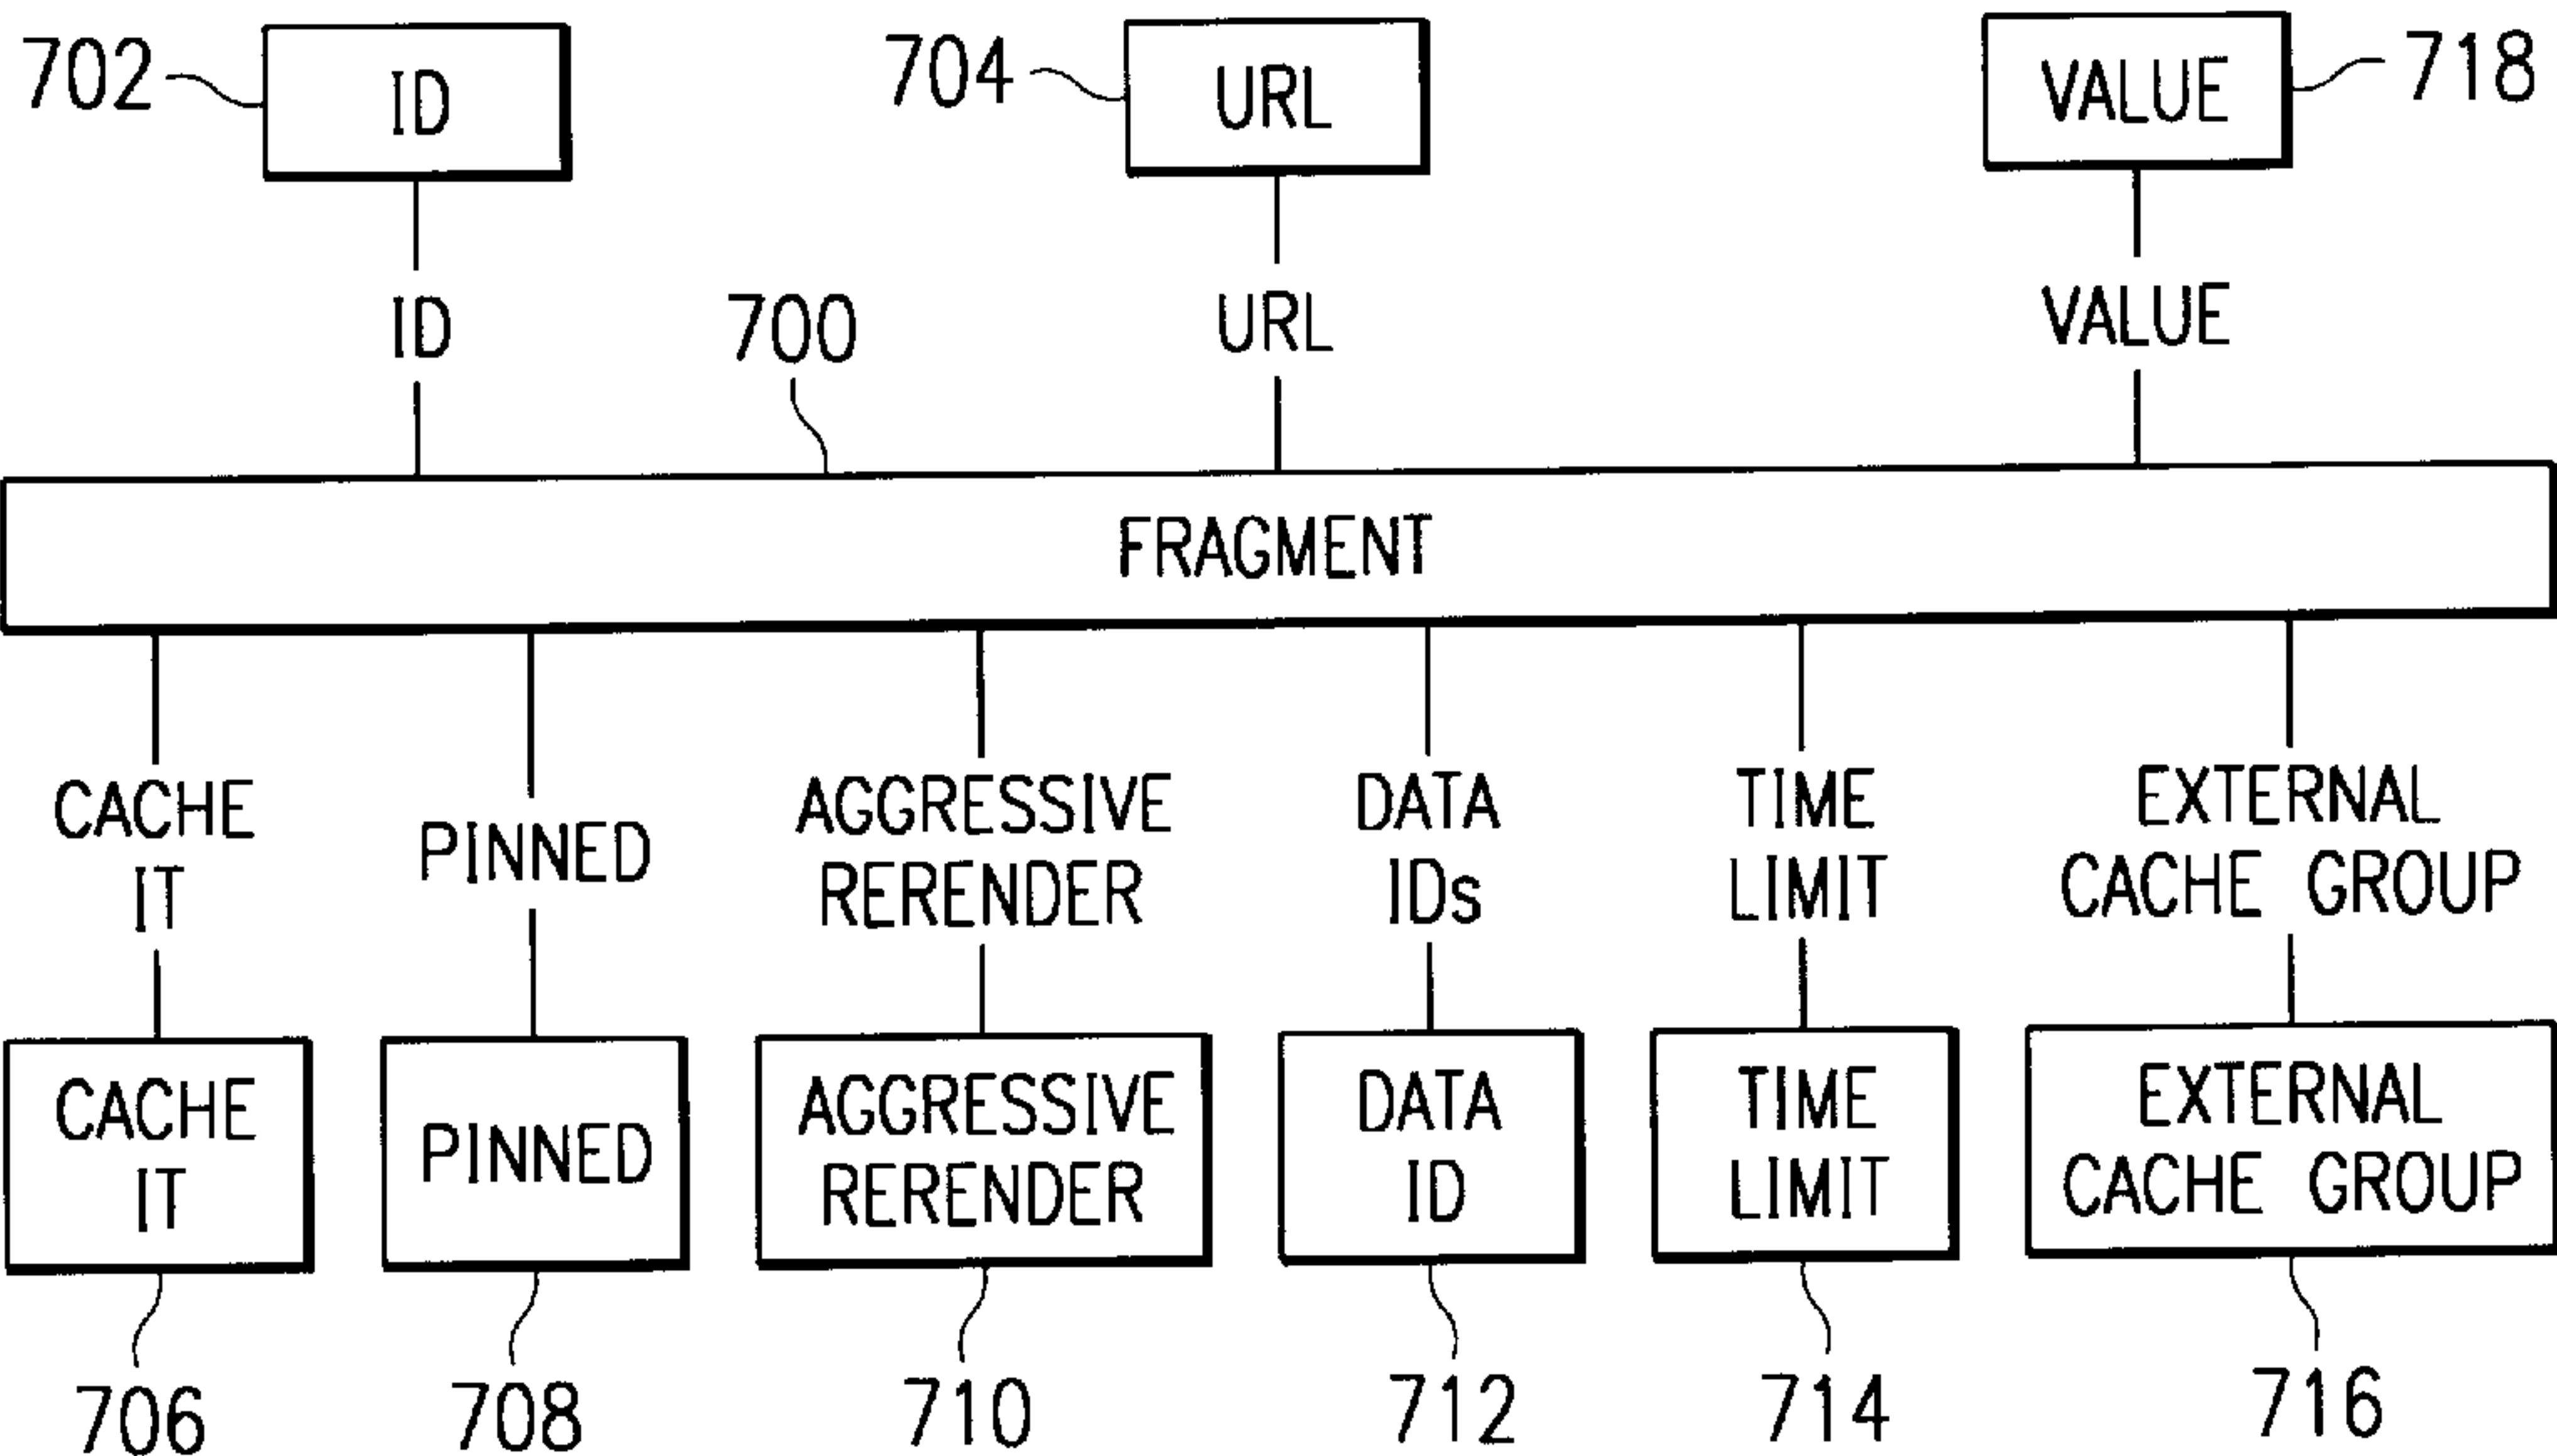 702 ID 704 URL VALUE 718
ID 700 URL VALUE
FRAGMENT
CACHE IT
PINNED
AGGRESSIVE RERENDER
DATA IDs
TIME LIMIT
EXTERNAL CACHE GROUP
CACHE IT
PINNED
AGGRESSIVE RERENDER
DATA ID
TIME LIMIT
EXTERNAL CACHE GROUP
706 708 710 712 714 716